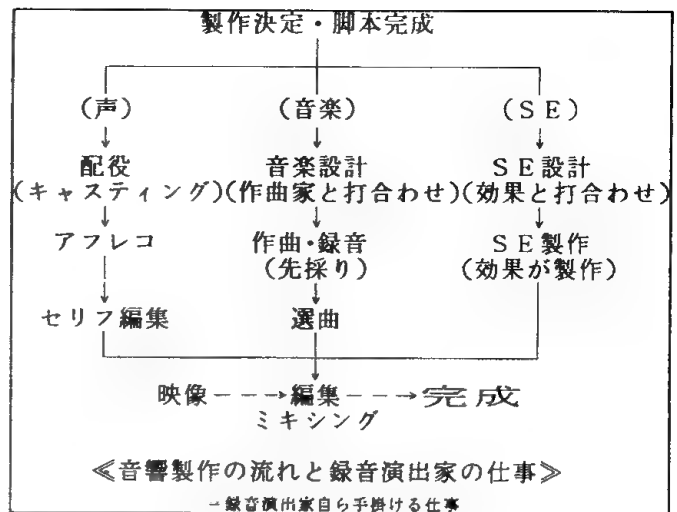 製作決定・脚本完成
(声) (音楽) (SE)
配役 音楽設計 SE設計
(キャスティング)(作曲家と打合わせ)(効果と打合わせ)
アフレコ 作曲・録音 SE製作
(先採り) (効果が製作)
セリフ編集 選曲
映像---→編集---→完成
ミキシング
≪音響製作の流れと録音演出家の仕事≫
録音演出家自ら手掛ける仕事